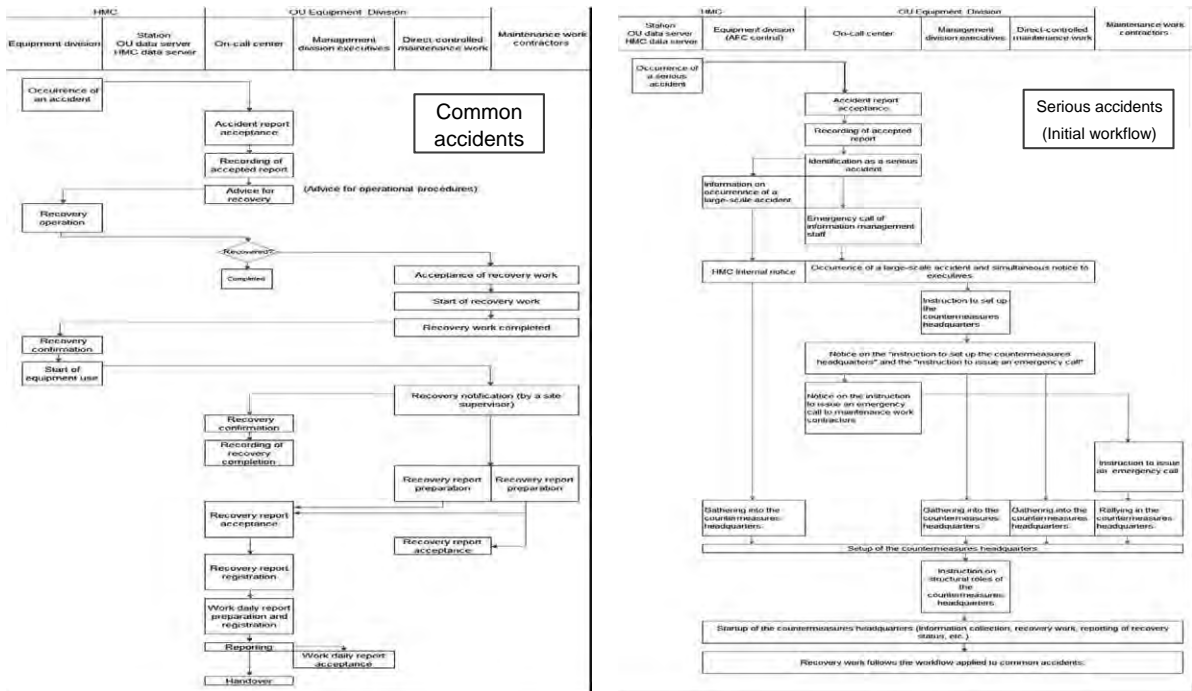 HMC
OU Equipment Division
Equipment division
Station
OU data server
HMC data server
On-call center
Management
division executives
Direct-controlled
maintenance work
Maintenance work
contractors
Occurrence of
an accident
Common
accidents
Accident report
acceptance
Recording of
accepted report
Advice for
recovery
(Advice for operational procedures)
Recovery
operation
Recovered?
Completed
Acceptance of recovery work
Start of recovery work
Recovery work completed
Recovery
confirmation
Start of
equipment use
Recovery notification (by a site
supervisor)
Recovery
confirmation
Recording of
recovery
completion
Recovery report
preparation
Recovery report
preparation
Recovery report
acceptance
Recovery report
acceptance
Recovery report
registration
Work daily report
preparation and
registration
Reporting
Work daily report
acceptance
Handover
HMC
OU Equipment Division
Station
OU data server
HMC data server
Equipment division
(AFC control)
On-call center
Management
division executives
Direct-controlled
maintenance work
Maintenance work
contractors
Occurrence of
a serious
accident
Serious accidents
(Initial workflow)
Accident report
acceptance
Recording of accepted
report
Identification as a serious
accident
Information on
occurrence of a
large-scale accident
Emergency call of
information management
staff
HMC Internal notice
Occurrence of a large-scale accident and simultaneous notice to
executives
Instruction to set up
the
countermeasures
headquarters
Notice on the "instruction to set up the countermeasures
headquarters" and the "instruction to issue an emergency call"
Notice on the instruction
to issue an emergency
call to maintenance work
contractors
Instruction to issue
an emergency call
Gathering into the
countermeasures
headquarters
Gathering into the
countermeasures
headquarters
Gathering into the
countermeasures
headquarters
Rallying in the
countermeasures
headquarters
Setup of the countermeasures headquarters
Instruction on
structural roles of
the
countermeasures
headquarters
Startup of the countermeasures headquarters (information collection, recovery work, reporting of recovery
status, etc.)
Recovery work follows the workflow applied to common accidents.